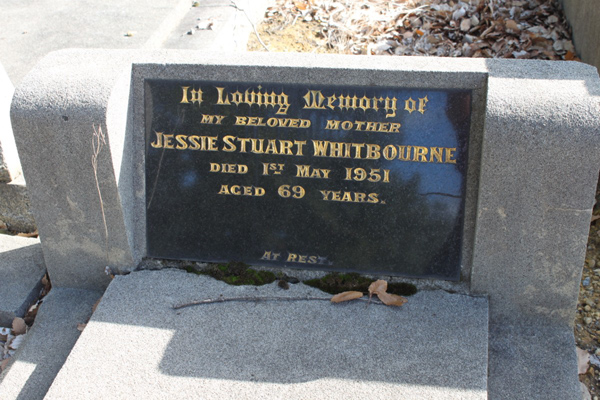 In Loving Memory of
MY BELOVED MOTHER
JESSIE STUART WHITBOURNE
DIED 1ST MAY 1951
AGED 69 YEARS.
AT REST.